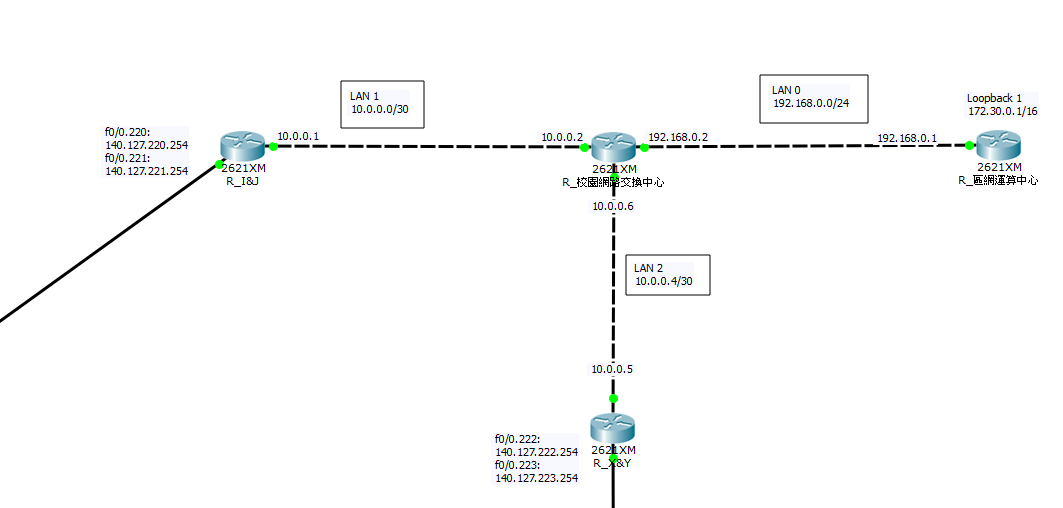 LAN 1
10.0.0.0/30
LAN 0
192.168.0.0/24
Loopback 1
172.30.0.1/16
f0/0.220:
140.127.220.254
f0/0.221:
140.127.221.254
10.0.0.1
10.0.0.2
192.168.0.2
192.168.0.1
2621XM
R_I&J
2621XM
R_校園網路交換中心
2621XM
R_區網運算中心
10.0.0.6
LAN 2
10.0.0.4/30
10.0.0.5
f0/0.222:
140.127.222.254
f0/0.223:
140.127.223.254
2621XM
R_X&Y